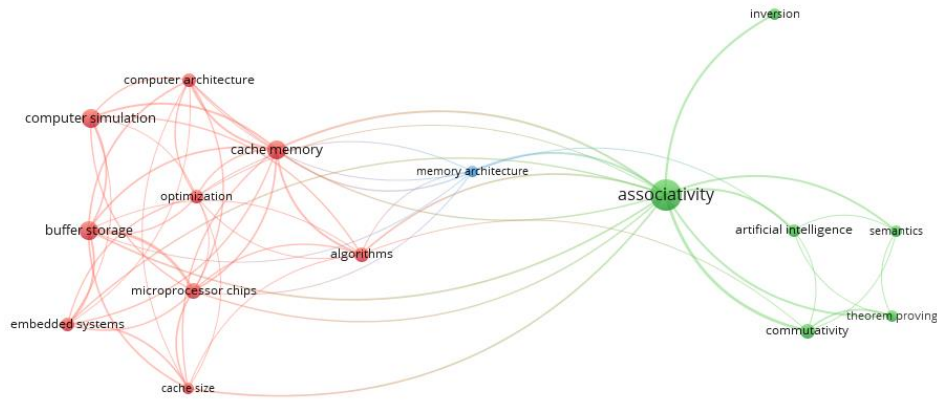 inversion
computer architecture
computer simulation
cache memory
memory architecture
optimization
associativity
buffer storage
artificial intelligence
semantics
algorithms
microprocessor chips
theorem proving
embedded systems
commutativity
cache size